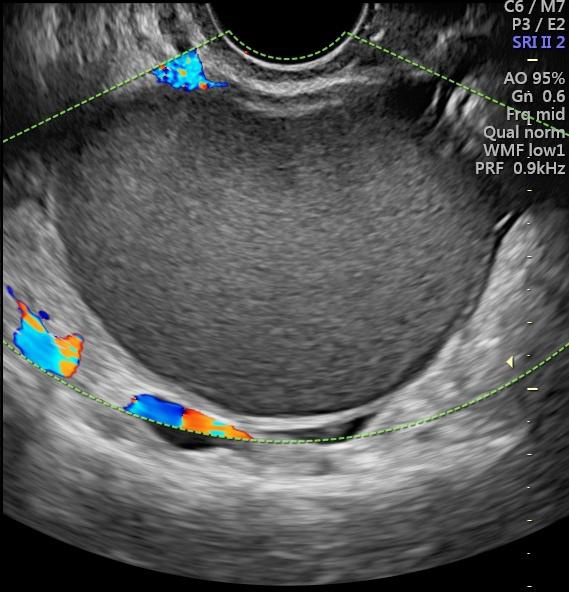 C6 / M7
P3 / E2
SRI II 2
AO 95%
Gn 0.6
Frq mid
Qual norm
WMF low1
PRF 0.9kHz